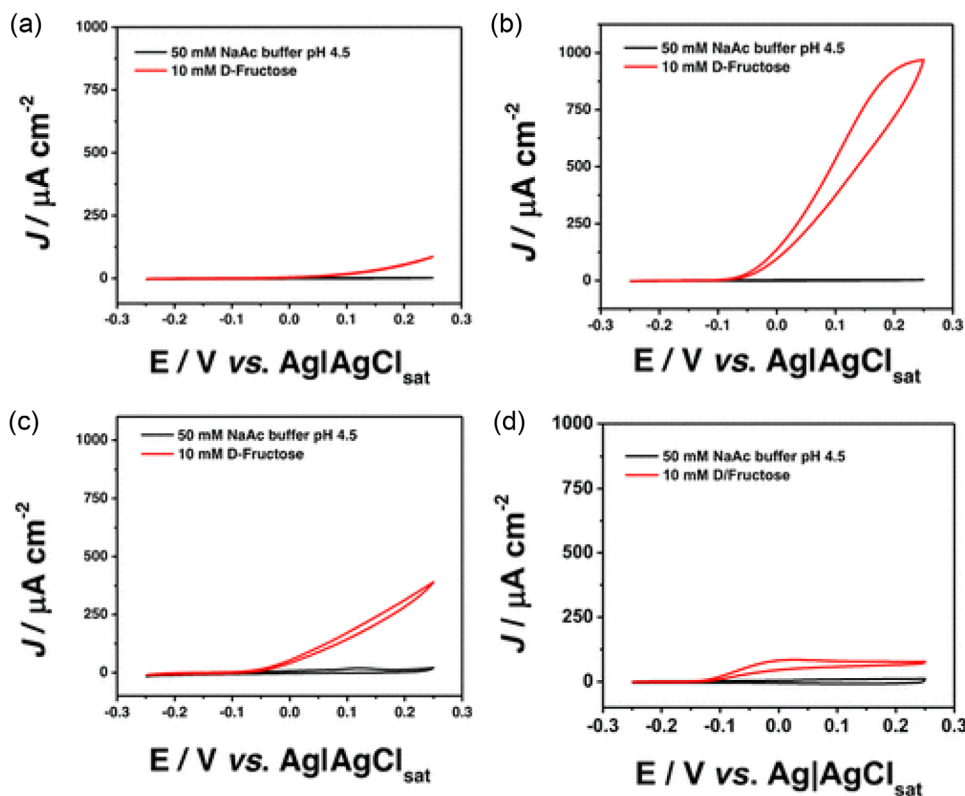 (a)
1000
750
500
250
0
J / µA cm-2
50 mM NaAc buffer pH 4.5
10 mM D-Fructose
-0.3 -0.2 -0.1 0.0 0.1 0.2 0.3
E / V vs. Ag|AgClsat
(b)
1000
750
500
250
0
J / µA cm-2
50 mM NaAc buffer pH 4.5
10 mM D-Fructose
-0.3 -0.2 -0.1 0.0 0.1 0.2 0.3
E / V vs. Ag|AgClsat
(c)
1000
750
500
250
0
J / µA cm-2
50 mM NaAc buffer pH 4.5
10 mM D-Fructose
-0.3 -0.2 -0.1 0.0 0.1 0.2 0.3
E / V vs. Ag|AgClsat
(d)
1000
750
500
250
0
J / µA cm-2
50 mM NaAc buffer pH 4.5
10 mM D/Fructose
-0.3 -0.2 -0.1 0.0 0.1 0.2 0.3
E / V vs. Ag|AgClsat